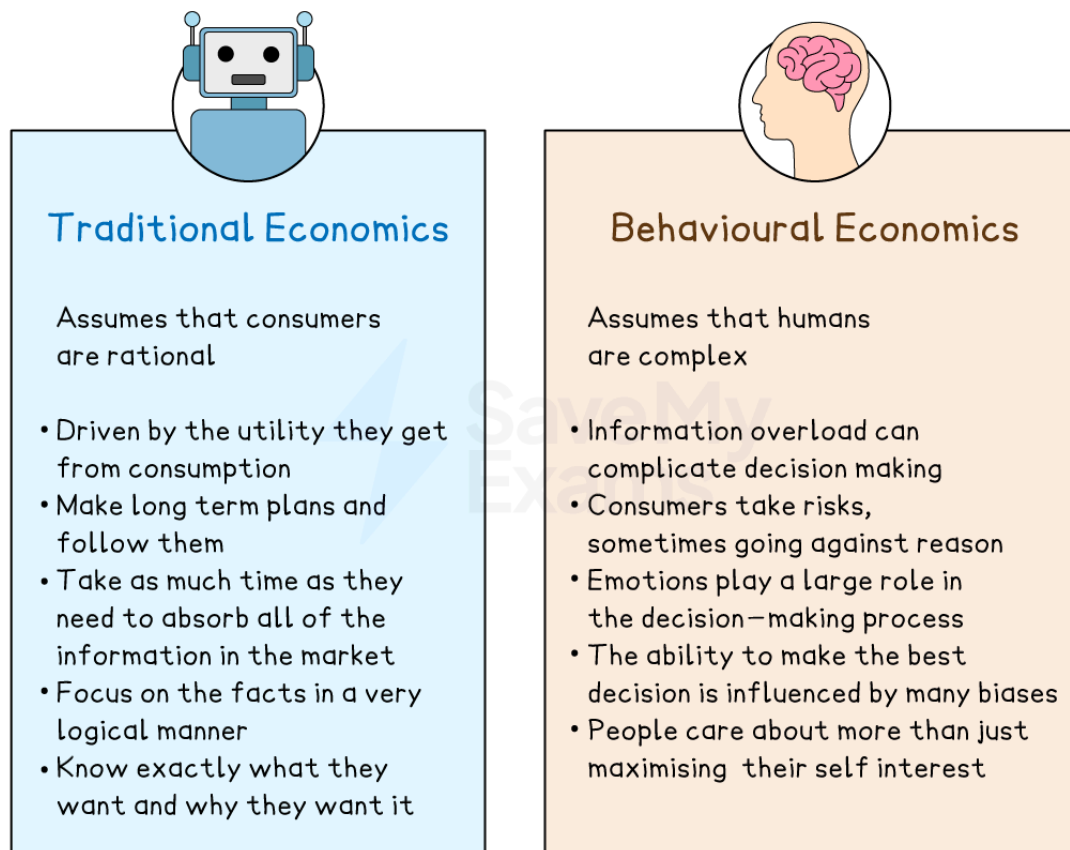 Traditional Economics
Assumes that consumers
are rational
• Driven by the utility they get
from consumption
• Make long term plans and
follow them
• Take as much time as they
need to absorb all of the
information in the market
• Focus on the facts in a very
logical manner
• Know exactly what they
want and why they want it
Behavioural Economics
Assumes that humans
are complex
• Information overload can
complicate decision making
• Consumers take risks,
sometimes going against reason
• Emotions play a large role in
the decision-making process
• The ability to make the best
decision is influenced by many biases
• People care about more than just
maximising their self interest
SaveMy
Exams